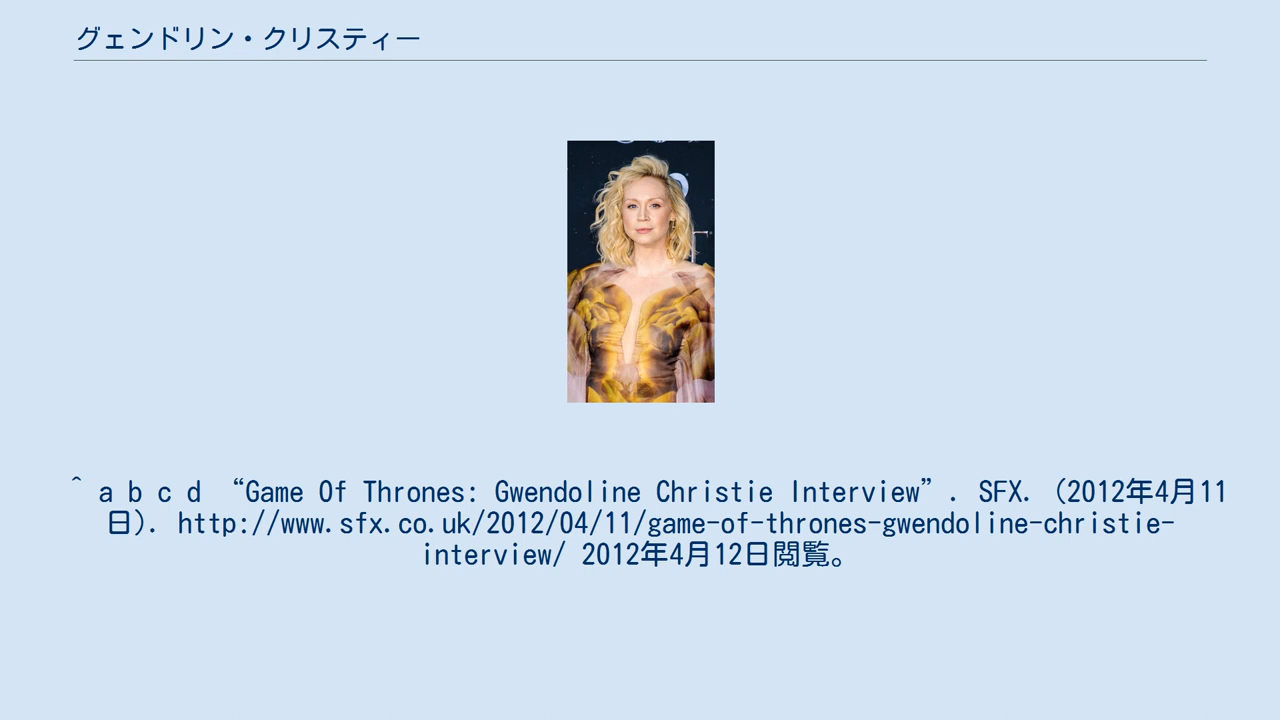 グェンドリン・クリスティー
^ a b c d “Game Of Thrones: Gwendoline Christie Interview”. SFX. (2012年4月11
日). http://www.sfx.co.uk/2012/04/11/game-of-thrones-gwendoline-christie-
interview/ 2012年4月12日閲覧。